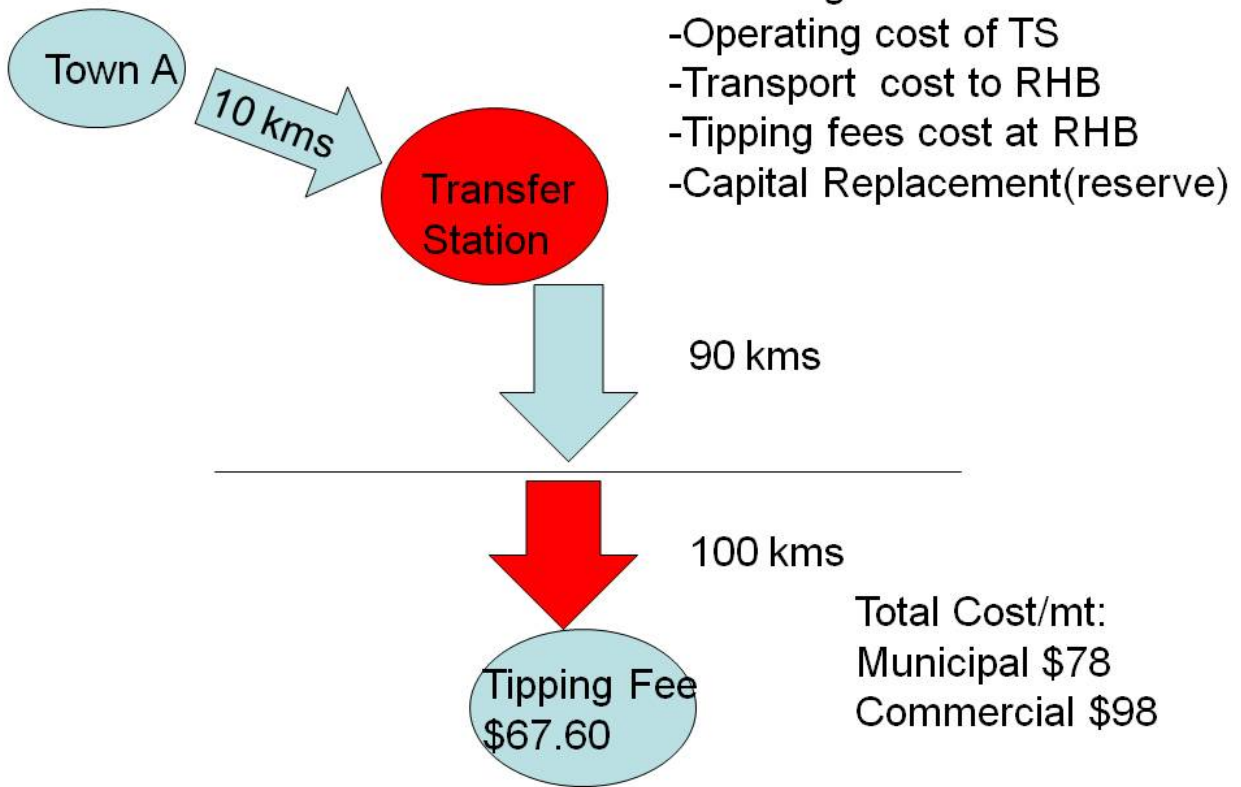 -Operating cost of TS
Town A
-Transport cost to RHB
10 kms
-Tipping fees cost at RHB
-Capital Replacement(reserve)
Transfer
Station
90 kms
100 kms
Total Cost/mt:
Municipal $78
Commercial $98
Tipping Fee
$67.60